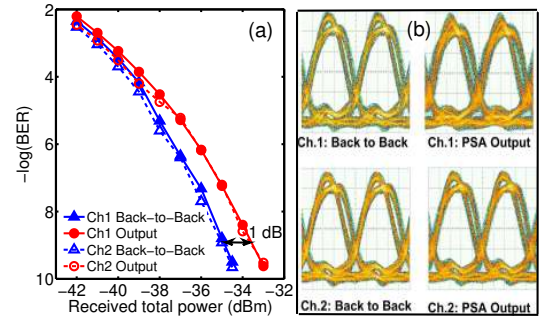 (a)
−log(BER)
2
4
6
8
10
Ch1 Back−to−Back
Ch1 Output
Ch2 Back−to−Back
Ch2 Output
1 dB
−42 −40 −38 −36 −34 −32
Received total power (dBm)
(b)
Ch.1: Back to Back
Ch.1: PSA Output
Ch.2: Back to Back
Ch.2: PSA Output